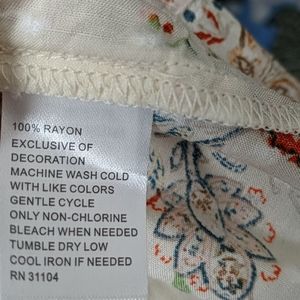 100% RAYON
EXCLUSIVE OF
DECORATION
MACHINE WASH COLD
WITH LIKE COLORS
GENTLE CYCLE
ONLY NON-CHLORINE
BLEACH WHEN NEEDED
TUMBLE DRY LOW
COOL IRON IF NEEDED
RN 31104